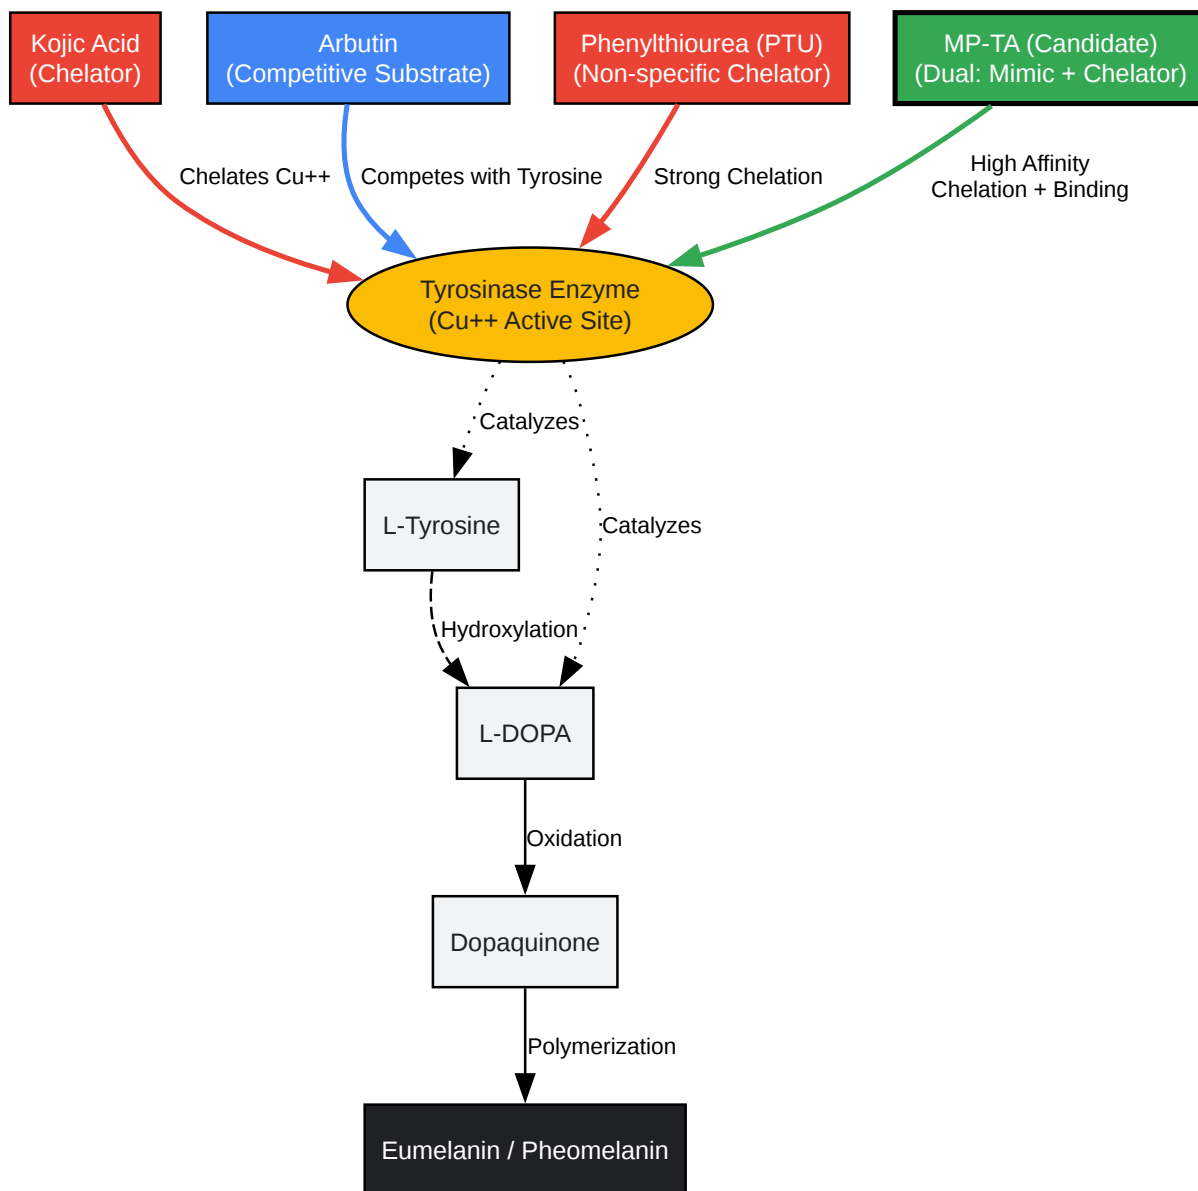 Kojic Acid
(Chelator)
Arbutin
(Competitive Substrate)
Phenylthiourea (PTU)
(Non-specific Chelator)
MP-TA (Candidate)
(Dual: Mimic + Chelator)
Chelates Cu++
Competes with Tyrosine
Strong Chelation
High Affinity
Chelation + Binding
Tyrosinase Enzyme
(Cu++ Active Site)
Catalyzes
L-Tyrosine
Catalyzes
Hydroxylation
L-DOPA
Oxidation
Dopaquinone
Polymerization
Eumelanin / Pheomelanin